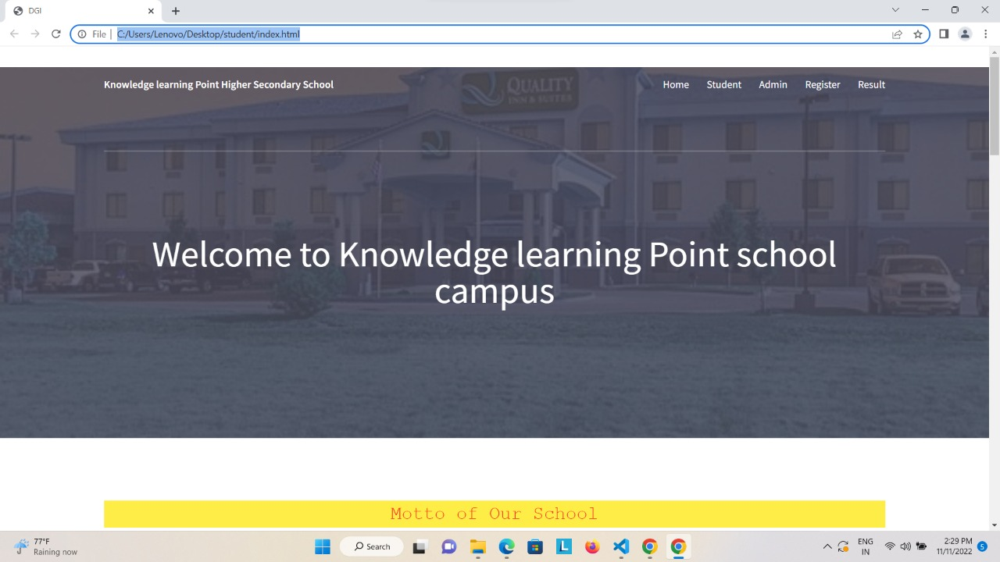 DGI
File
C:/Users/Lenovo/Desktop/student/index.html
Knowledge learning Point Higher Secondary School
Home Student Admin Register Result
QUALITY
INN & SUITES
Welcome to Knowledge learning Point school
campus
Motto of Our School
77°F
Raining now
Search
L
ENG
IN
2:29 PM
11/11/2022
5